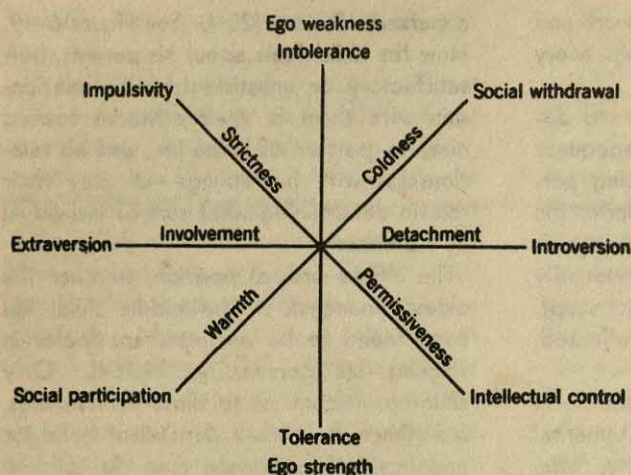 Ego weakness
Intolerance
Impulsivity
Social withdrawal
Strictness
Coldness
Extraversion
Involvement
Detachment
Introversion
Warmth
Permissiveness
Social participation
Intellectual control
Tolerance
Ego strength